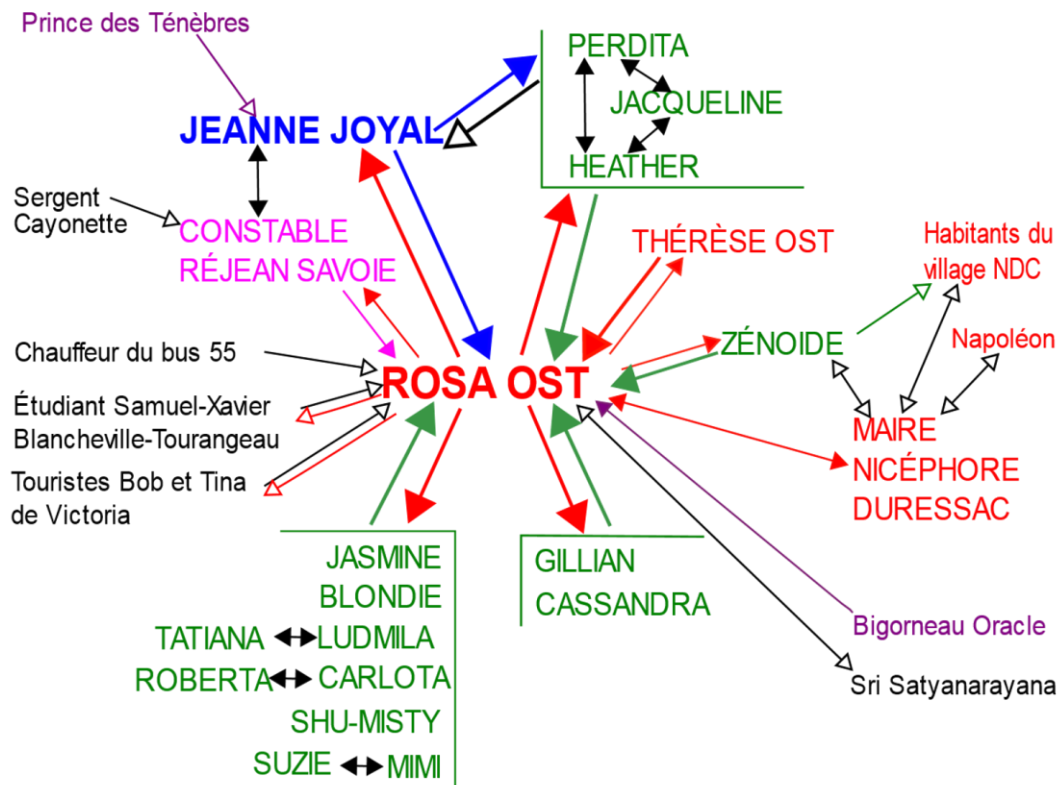 Prince des Ténèbres
PERDITA
JACQUELINE
HEATHER
JEANNE JOYAL
Sergent
Cayonette
CONSTABLE
RÉJEAN SAVOIE
THÉRÈSE OST
Habitants du
village NDC
ZÉNOIDE
Napoléon
Chauffeur du bus 55
ROSA OST
Étudiant Samuel-Xavier
Blancheville-Tourangeau
MAIRE
NICÉPHORE
DURESSAC
Touristes Bob et Tina
de Victoria
JASMINE
BLONDIE
TATIANA LUDMILA
ROBERTA CARLOTA
SHU-MISTY
SUZIE MIMI
GILLIAN
CASSANDRA
Bigorneau Oracle
Sri Satyanarayana